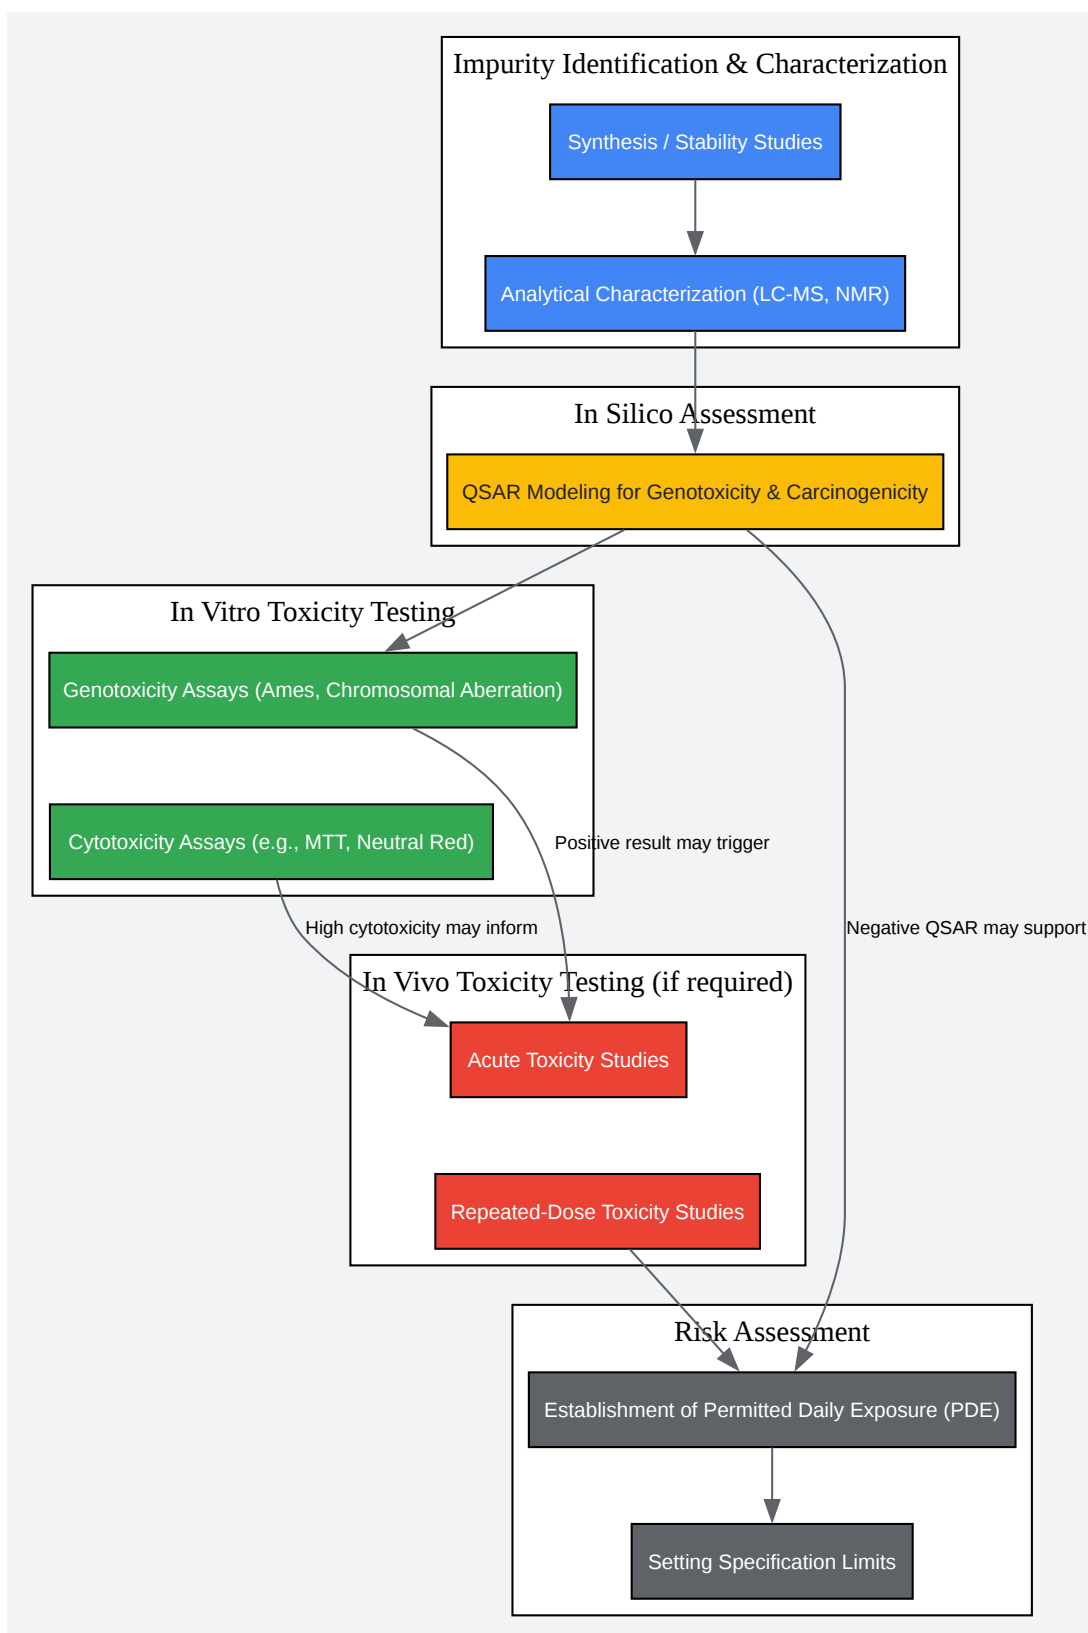 Impurity Identification & Characterization
Synthesis / Stability Studies
Analytical Characterization (LC-MS, NMR)
In Silico Assessment
QSAR Modeling for Genotoxicity & Carcinogenicity
In Vitro Toxicity Testing
Genotoxicity Assays (Ames, Chromosomal Aberration)
Cytotoxicity Assays (e.g., MTT, Neutral Red)
Positive result may trigger
High cytotoxicity may inform
Negative QSAR may support
In Vivo Toxicity Testing (if required)
Acute Toxicity Studies
Repeated-Dose Toxicity Studies
Risk Assessment
Establishment of Permitted Daily Exposure (PDE)
Setting Specification Limits